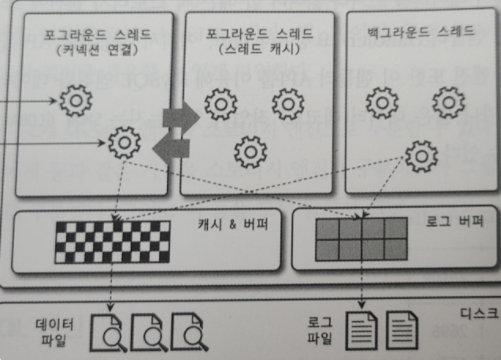 포그라운드 스레드
(커넥션 연결)
포그라운드 스레드
(스레드 캐시)
백그라운드 스레드
캐시 & 버퍼
로그 버퍼
디스크
데이터
파일
로그
파일